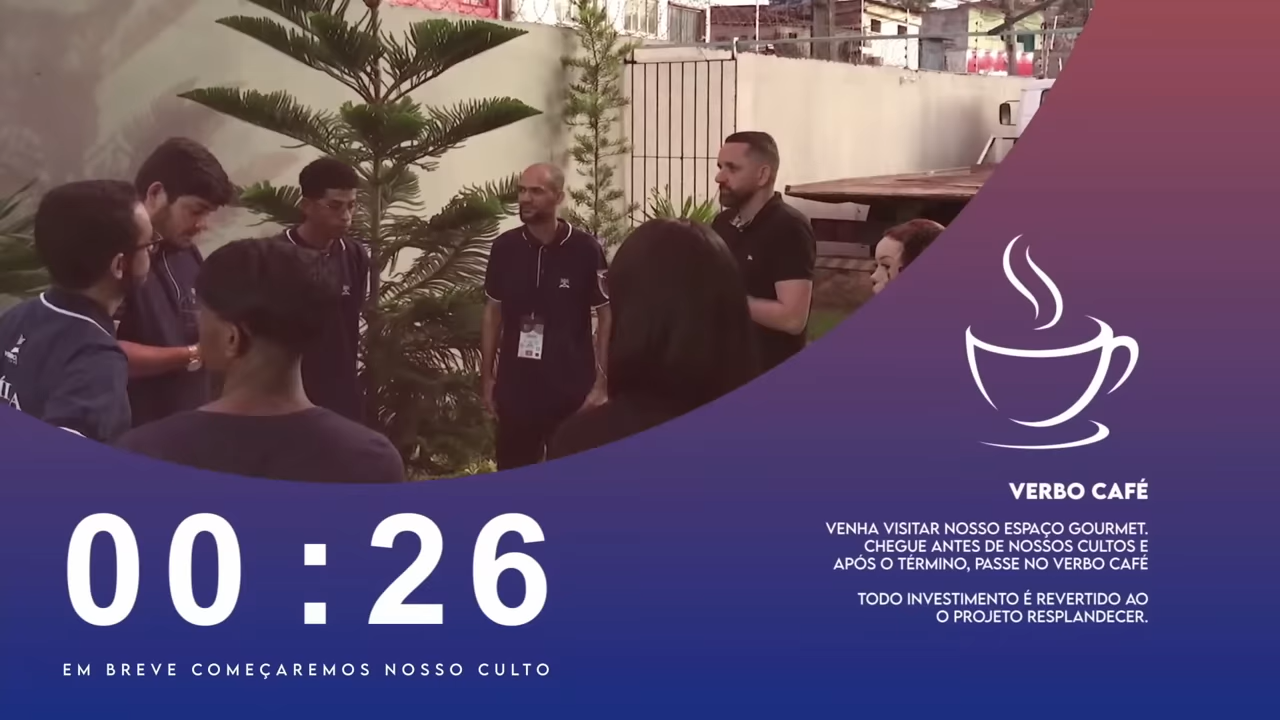 00:26
EM BREVE COMEÇAREMOS NOSSO CULTO
VERBO CAFÉ
VENHA VISITAR NOSSO ESPAÇO GOURMET.
CHEGUE ANTES DE NOSSOS CULTOS E
APÓS O TÉRMINO, PASSE NO VERBO CAFÉ
TODO INVESTIMENTO É REVERTIDO AO
O PROJETO RESPLANDECER.